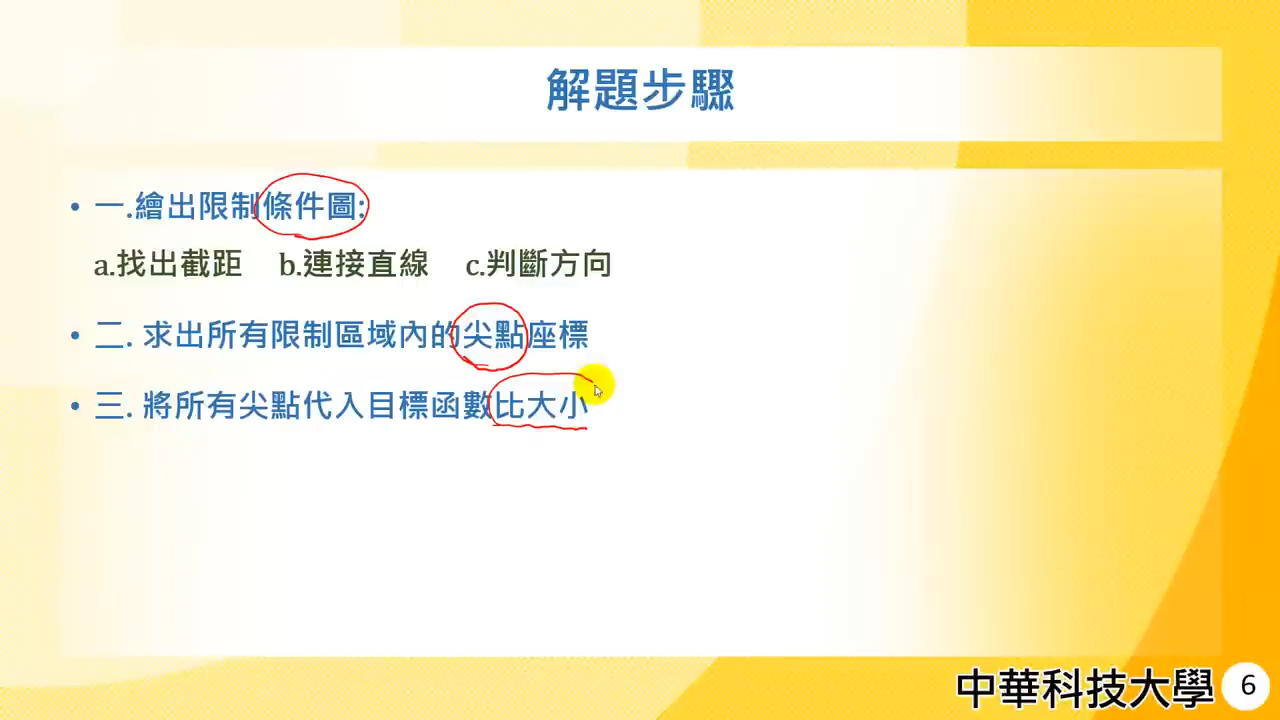 解題步驟
• 一.繪出限制條件圖:
a.找出截距 b.連接直線 c.判斷方向
• 二. 求出所有限制區域內的尖點座標
• 三. 將所有尖點代入目標函數比大小
中華科技大學 6